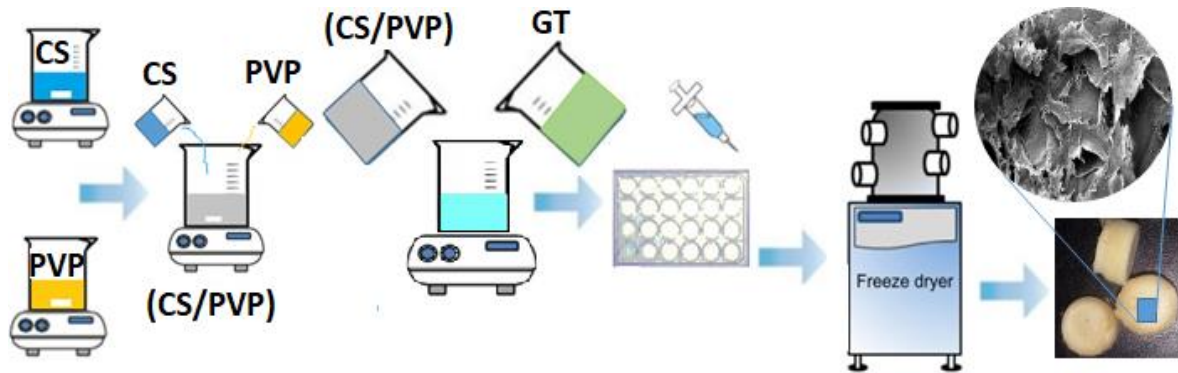 CS
PVP
CS
PVP
(CS/PVP)
(CS/PVP)
GT
Freeze dryer